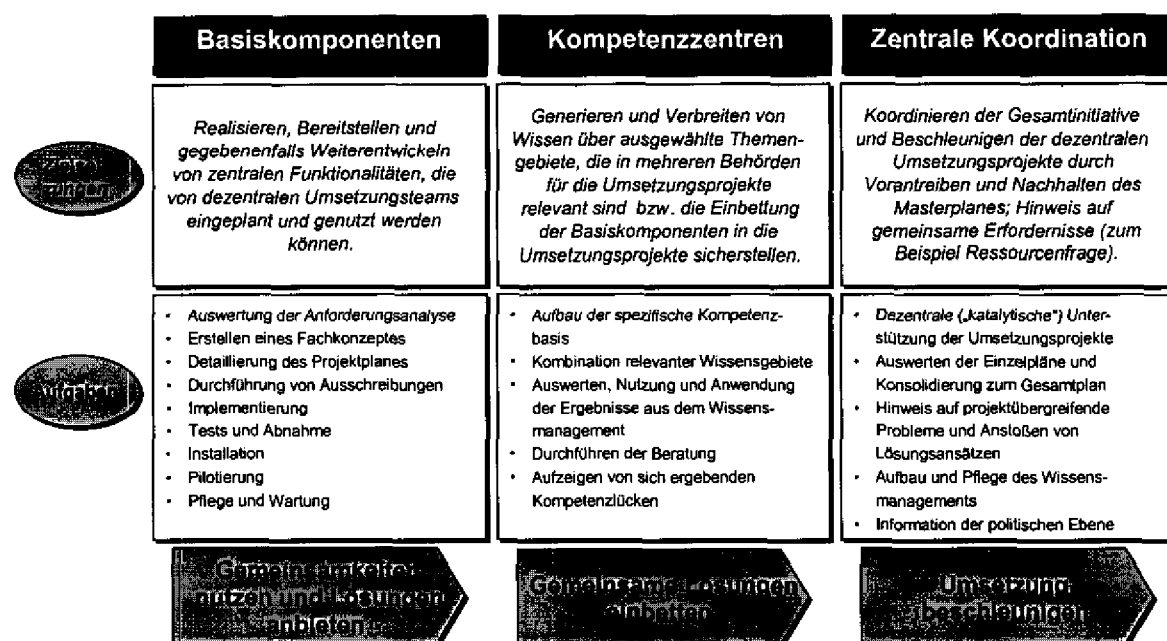 Basiskomponenten
Kompetenzzentren
Zentrale Koordination
Realisieren, Bereitstellen und
gegebenenfalls Weiterentwickeln
von zentralen Funktionalitäten, die
von dezentralen Umsetzungsteams
eingeplant und genutzt werden
können.
Generieren und Verbreiten von
Wissen über ausgewählte Themen-
gebiete, die in mehreren Behörden
für die Umsetzungsprojekte
relevant sind bzw. die Einbettung
der Basiskomponenten in die
Umsetzungsprojekte sicherstellen.
Koordinieren der Gesamtinitiative
und Beschleunigen der dezentralen
Umsetzungsprojekte durch
Vorantreiben und Nachhalten des
Masterplanes; Hinweis auf
gemeinsame Erfordernisse (zum
Beispiel Ressourcenfrage).
Aufgaben
• Auswertung der Anforderungsanalyse
• Erstellen eines Fachkonzeptes
• Detaillierung des Projektplanes
• Durchführung von Ausschreibungen
• Implementierung
• Tests und Abnahme
• Installation
• Pilotierung
• Pflege und Wartung
• Aufbau der spezifische Kompetenz-
basis
• Kombination relevanter Wissensgebiete
• Auswerten, Nutzung und Anwendung
der Ergebnisse aus dem Wissens-
management
• Durchführen der Beratung
• Aufzeigen von sich ergebenden
Kompetenzlücken
• Dezentrale („katalytische") Unter-
stützung der Umsetzungsprojekte
• Auswerten der Einzelpläne und
Konsolidierung zum Gesamtplan
• Hinweis auf projektübergreifende
Probleme und Anstoßen von
Lösungsansätzen
• Aufbau und Pflege des Wissens-
managements
• Information der politischen Ebene
Gemeinsamkeiten
nutzen und Lösungen
anbieten
Gemeinsame Lösungen
einbetten
Umsetzung
beschleunigen